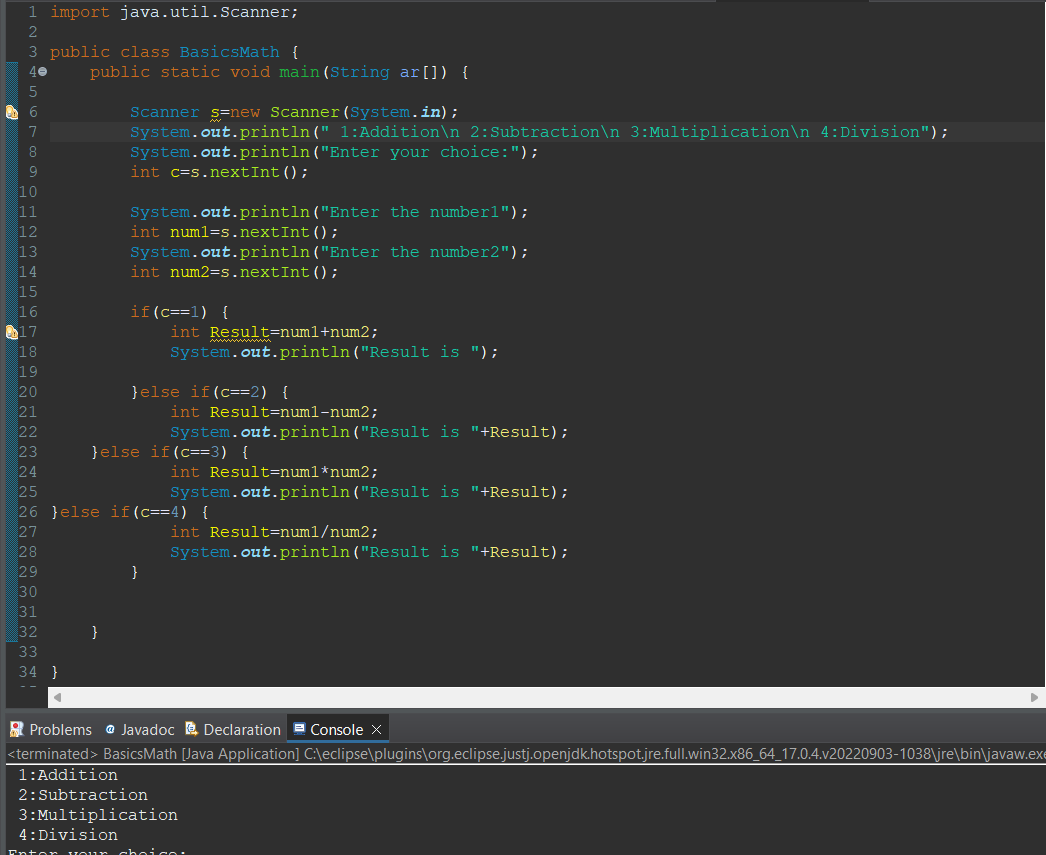 1 import java.util.Scanner;
2
3 public class BasicsMath {
4 public static void main(String ar[]) {
5
6 Scanner s=new Scanner(System.in);
7 System.out.println(" 1:Addition\n 2:Subtraction\n 3:Multiplication\n 4:Division");
8 System.out.println("Enter your choice:");
9 int c=s.nextInt();
10
11 System.out.println("Enter the number1");
12 int num1=s.nextInt();
13 System.out.println("Enter the number2");
14 int num2=s.nextInt();
15
16 if(c==1) {
17 int Result=num1+num2;
18 System.out.println("Result is ");
19
20 }else if(c==2) {
21 int Result=num1-num2;
22 System.out.println("Result is "+Result);
23 }else if(c==3) {
24 int Result=num1*num2;
25 System.out.println("Result is "+Result);
26 }else if(c==4) {
27 int Result=num1/num2;
28 System.out.println("Result is "+Result);
29 }
30
31
32 }
33
34 }
Problems @ Javadoc Declaration Console
<terminated> BasicsMath [Java Application] C:\eclipse\plugins\org.eclipse.justj.openjdk.hotspot.jre.full.win32.x86_64_17.0.4.v20220903-1038\jre\bin\javaw.exe
1:Addition
2:Subtraction
3:Multiplication
4:Division
Enter your choice: